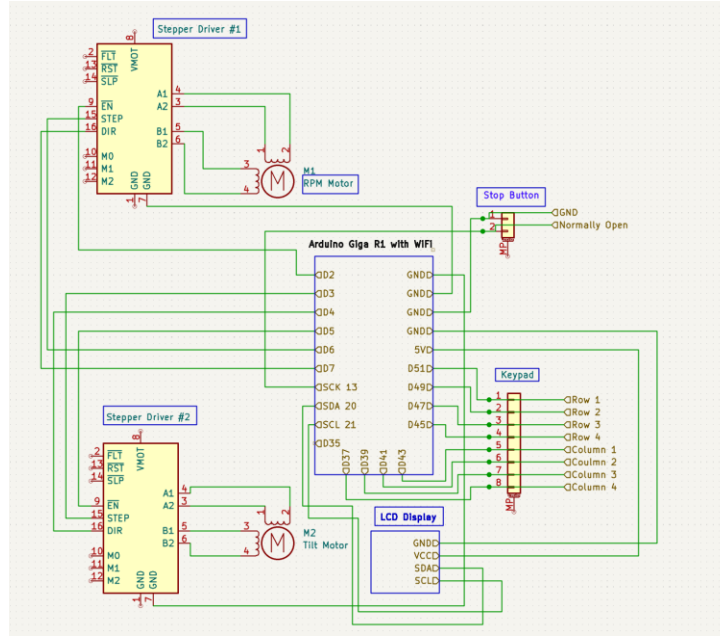 Stepper Driver #1
8
VMOT
2 FLT
13 RST
14 SLP
A1 4
A2 3
9 EN
15 STEP
16 DIR
B1 5
B2 6
10 M0
11 M1
12 M2
GND GND
1 7
1 2
3
4
M
M1
RPM Motor
Stop Button
1
2
MP
GND
Normally Open
Arduino Giga R1 with WiFi
D2
D3
D4
D5
D6
D7
SCK 13
SDA 20
SCL 21
D35
D37
D39
D41
D43
GND
GND
GND
GND
5V
D51
D49
D47
D45
Keypad
1 Row 1
2 Row 2
3 Row 3
4 Row 4
5 Column 1
6 Coulmn 2
7 Column 3
8 Column 4
MP
Stepper Driver #2
8
VMOT
2 FLT
13 RST
14 SLP
A1 4
A2 3
9 EN
15 STEP
16 DIR
B1 5
B2 6
10 M0
11 M1
12 M2
GND GND
1 7
1 2
3
4
M
M2
Tilt Motor
LCD Display
GND
VCC
SDA
SCL